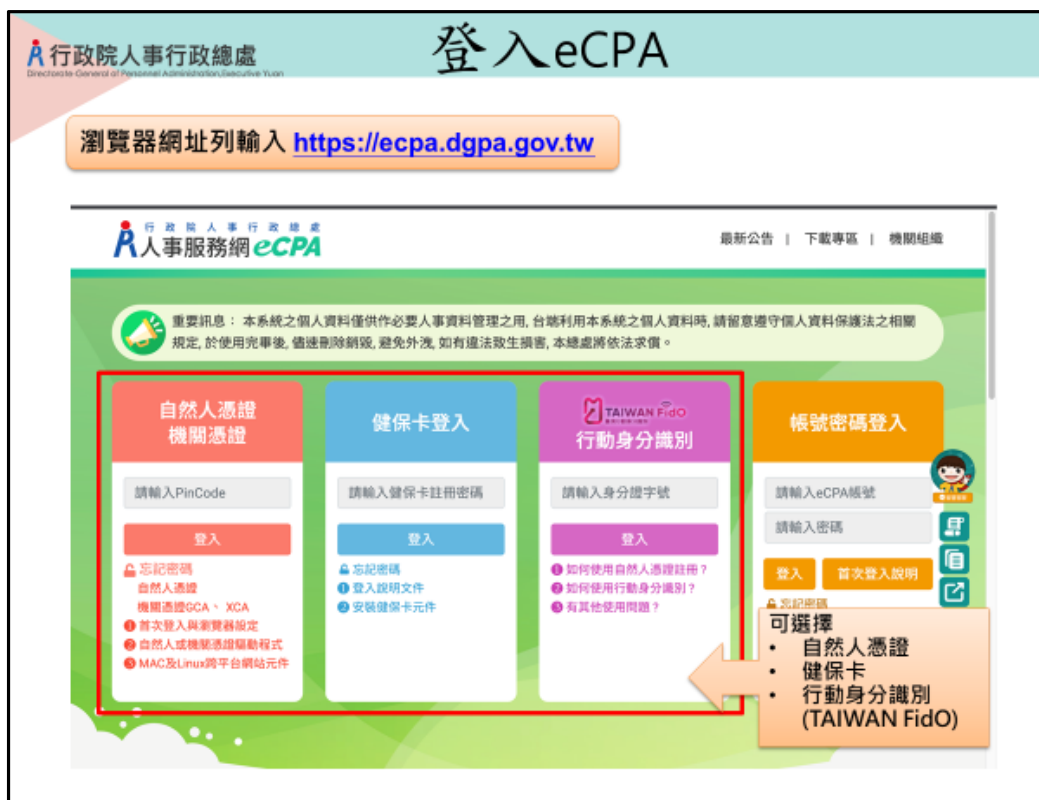 行政院人事行政總處
Directorate General of Personnel Administration, Executive Yuan
登入eCPA
瀏覽器網址列輸入 https://ecpa.dgpa.gov.tw
行政院人事行政總處
人事服務網eCPA
最新公告 | 下載專區 | 機關組織
重要訊息： 本系統之個人資料僅供作必要人事資料管理之用, 台端利用本系統之個人資料時, 請留意遵守個人資料保護法之相關
規定, 於使用完畢後, 儘速刪除銷毀, 避免外洩, 如有違法致生損害, 本總處將依法求償。
自然人憑證
機關憑證
請輸入PinCode
登入
忘記密碼
自然人憑證
機關憑證GCA、 XCA
❶ 首次登入與瀏覽器設定
❷ 自然人或機關憑證驅動程式
❸ MAC及Linux跨平台網站元件
健保卡登入
請輸入健保卡註冊密碼
登入
忘記密碼
❶ 登入說明文件
❷ 安裝健保卡元件
TAIWAN FidO
行動身分識別
請輸入身分證字號
登入
❶ 如何使用自然人憑證註冊？
❷ 如何使用行動身分識別？
❸ 有其他使用問題？
帳號密碼登入
請輸入eCPA帳號
請輸入密碼
登入
首次登入說明
忘記密碼
可選擇
• 自然人憑證
• 健保卡
• 行動身分識別
(TAIWAN FidO)